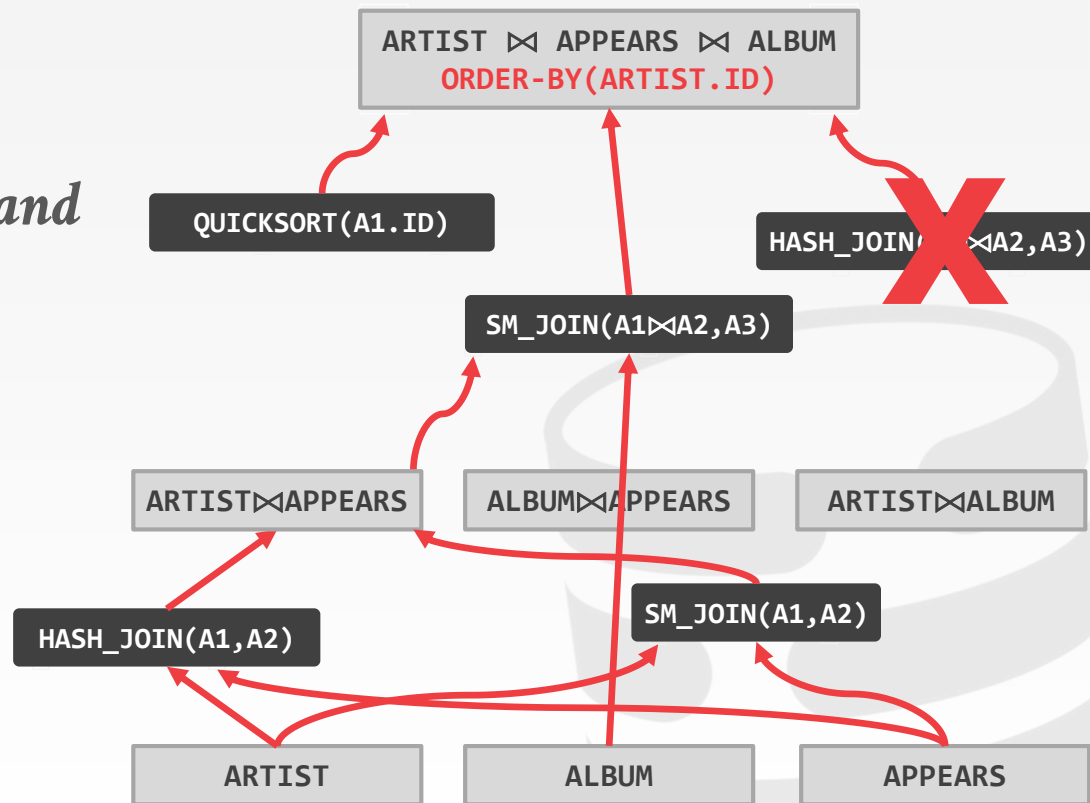 ARTIST ⋈ APPEARS ⋈ ALBUM
ORDER-BY(ARTIST.ID)
and
QUICKSORT(A1.ID)
HASH_JOIN( ⋈A2,A3)
SM_JOIN(A1⋈A2,A3)
ARTIST⋈APPEARS
ALBUM⋈APPEARS
ARTIST⋈ALBUM
HASH_JOIN(A1,A2)
SM_JOIN(A1,A2)
ARTIST
ALBUM
APPEARS